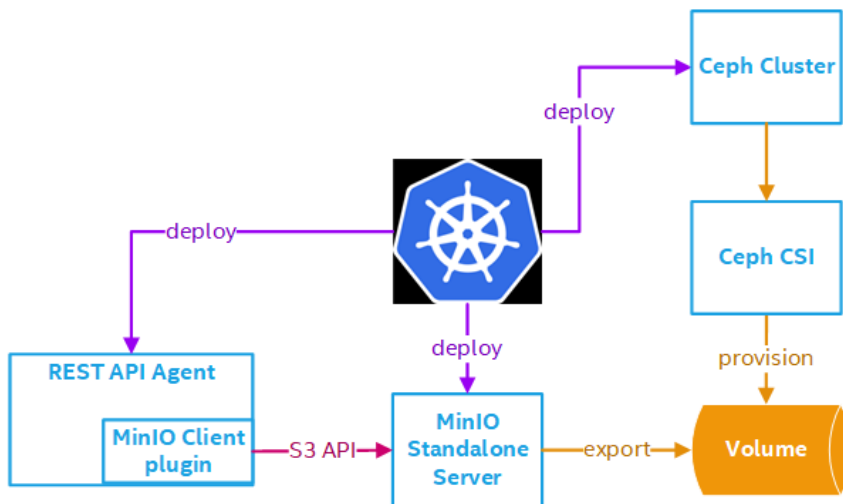 Ceph Cluster
deploy
deploy
Ceph CSI
deploy
provision
REST API Agent
MinIO Client
plugin
S3 API
MinIO
Standalone
Server
export
Volume